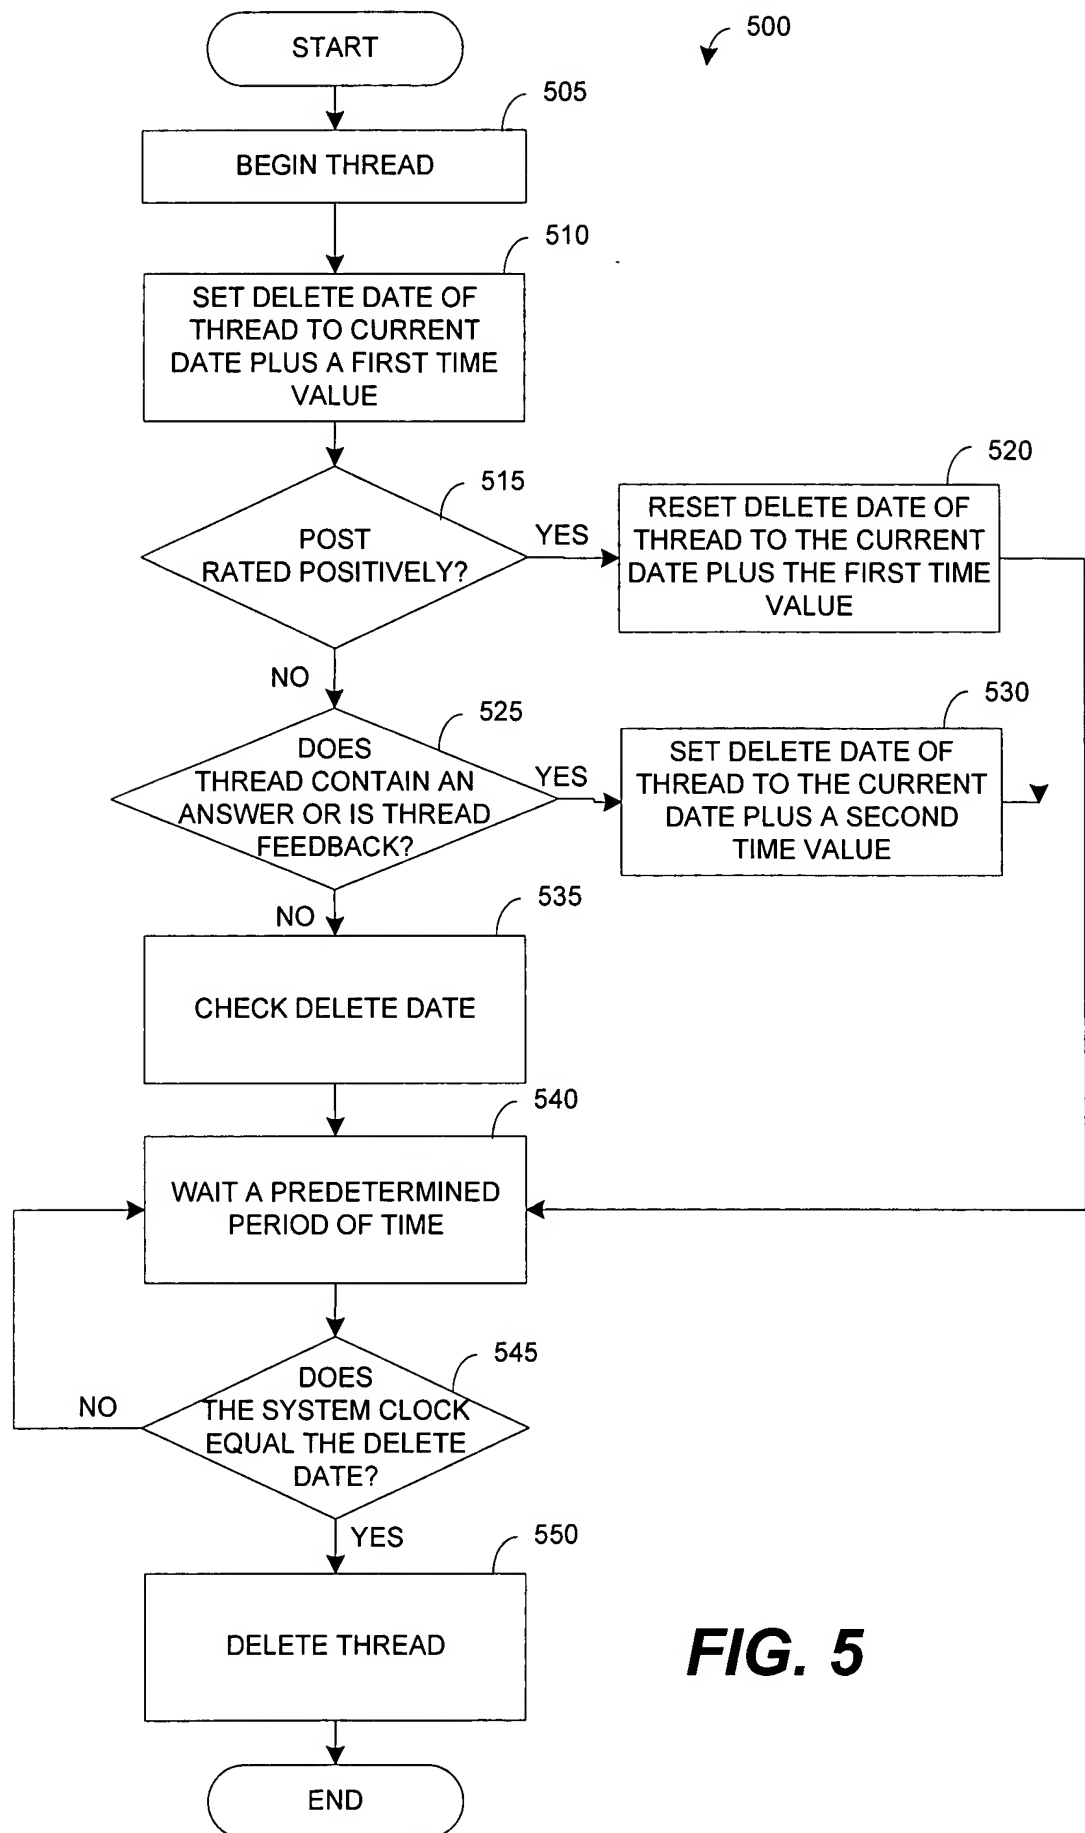 500
START
505
BEGIN THREAD
510
SET DELETE DATE OF
THREAD TO CURRENT
DATE PLUS A FIRST TIME
VALUE
515
POST
RATED POSITIVELY?
YES
520
RESET DELETE DATE OF
THREAD TO THE CURRENT
DATE PLUS THE FIRST TIME
VALUE
NO
525
DOES
THREAD CONTAIN AN
ANSWER OR IS THREAD
FEEDBACK?
YES
530
SET DELETE DATE OF
THREAD TO THE CURRENT
DATE PLUS A SECOND
TIME VALUE
NO
535
CHECK DELETE DATE
540
WAIT A PREDETERMINED
PERIOD OF TIME
545
DOES
THE SYSTEM CLOCK
EQUAL THE DELETE
DATE?
NO
YES
550
DELETE THREAD
END
FIG. 5